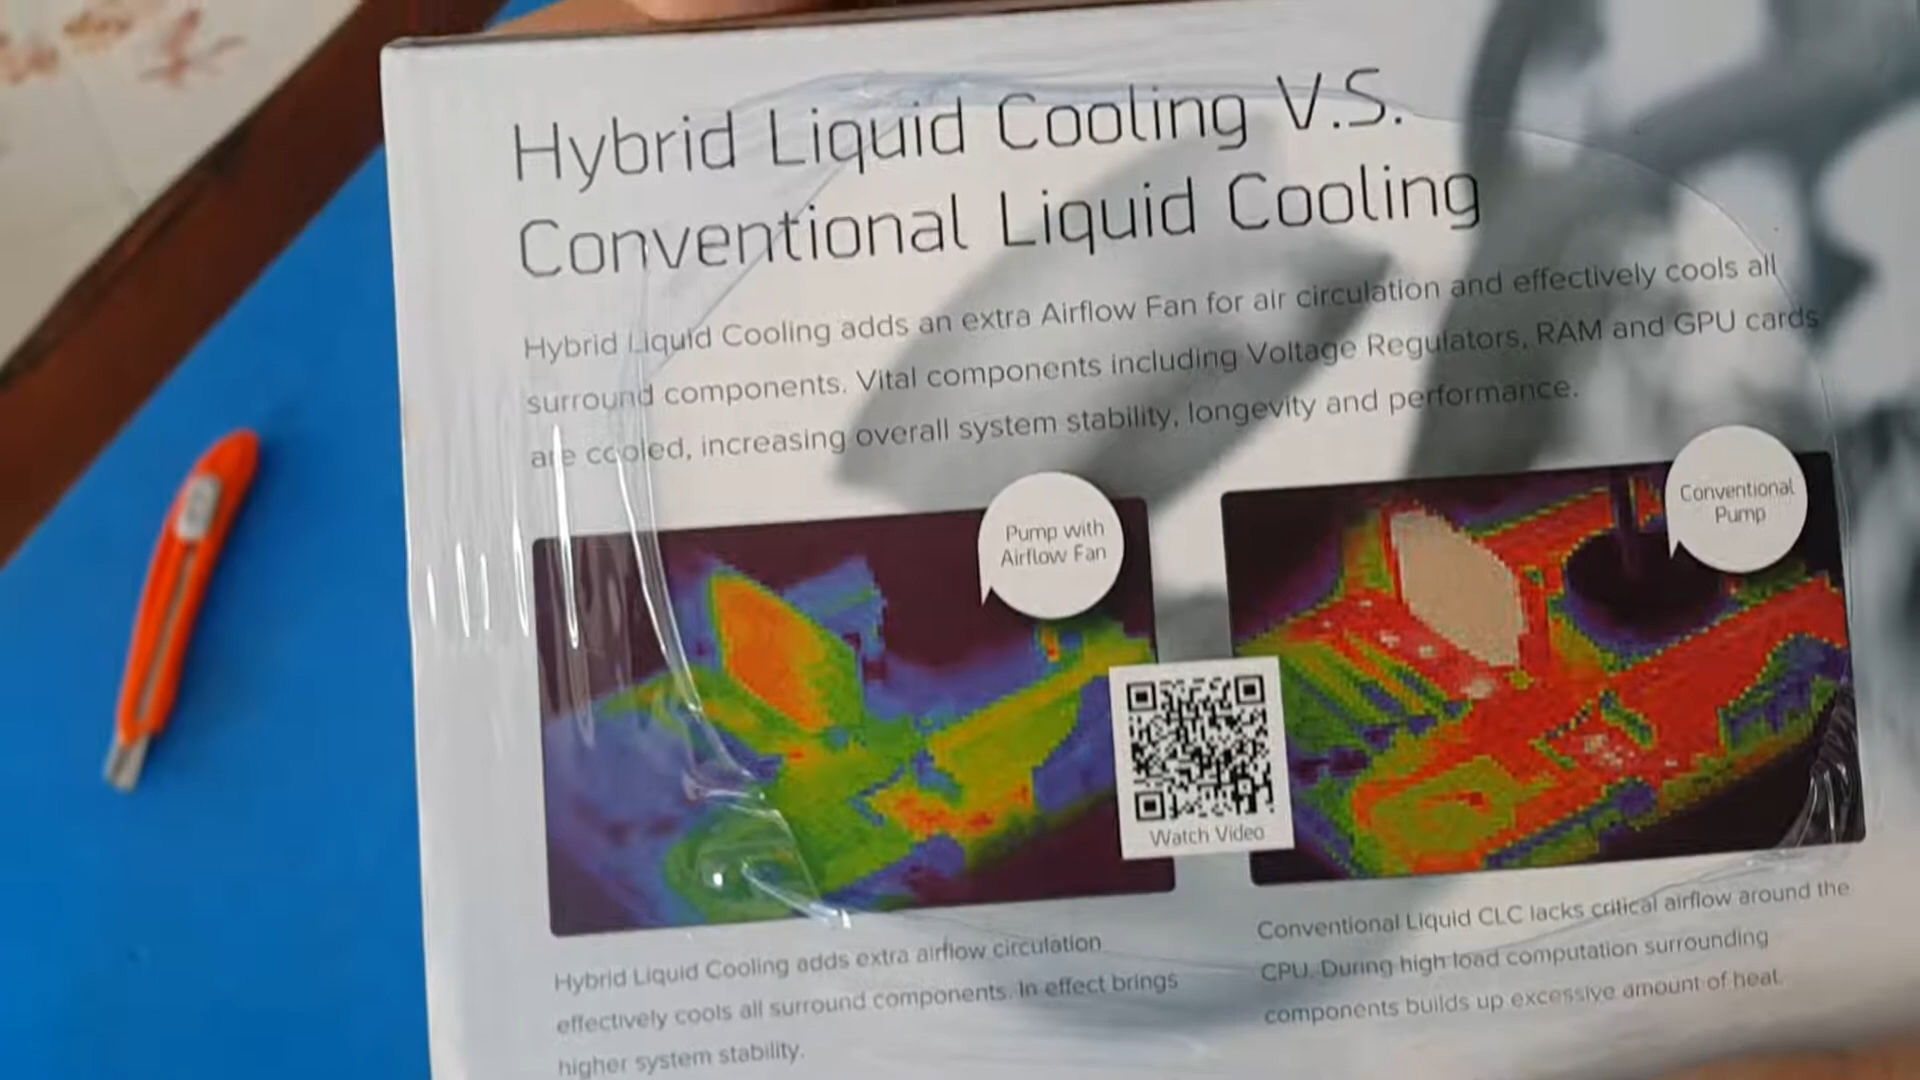 Hybrid Liquid Cooling V.S.
Conventional Liquid Cooling
Hybrid Liquid Cooling adds an extra Airflow Fan for air circulation and effectively cools all
surround components. Vital components including Voltage Regulators, RAM and GPU cards
are cooled, increasing overall system stability, longevity and performance.
Pump with
Airflow Fan
Conventional
Pump
Watch Video
Hybrid Liquid Cooling adds extra airflow circulation
effectively cools all surround components. In effect brings
higher system stability.
Conventional Liquid CLC lacks critical airflow around the
CPU. During high load computation surrounding
components builds up excessive amount of heat.